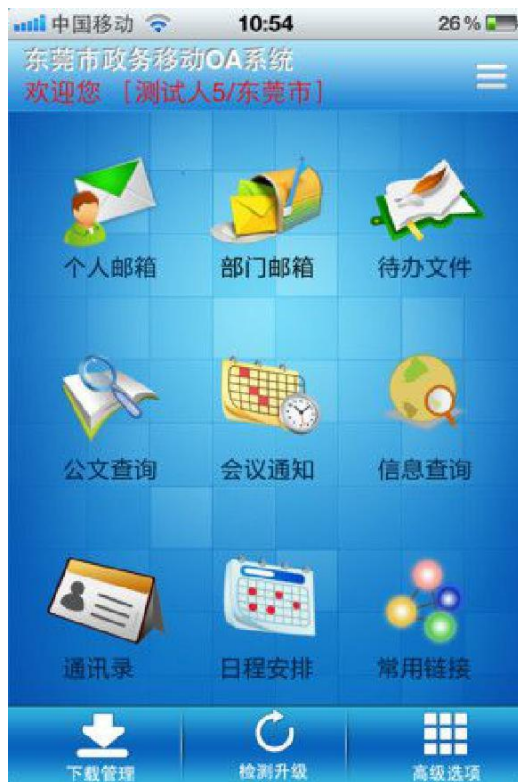 中国移动 10:54 26%
东莞市政务移动OA系统
欢迎您 [测试人5/东莞市]
个人邮箱 部门邮箱 待办文件
公文查询 会议通知 信息查询
通讯录 日程安排 常用链接
下载管理 检测升级 高级选项